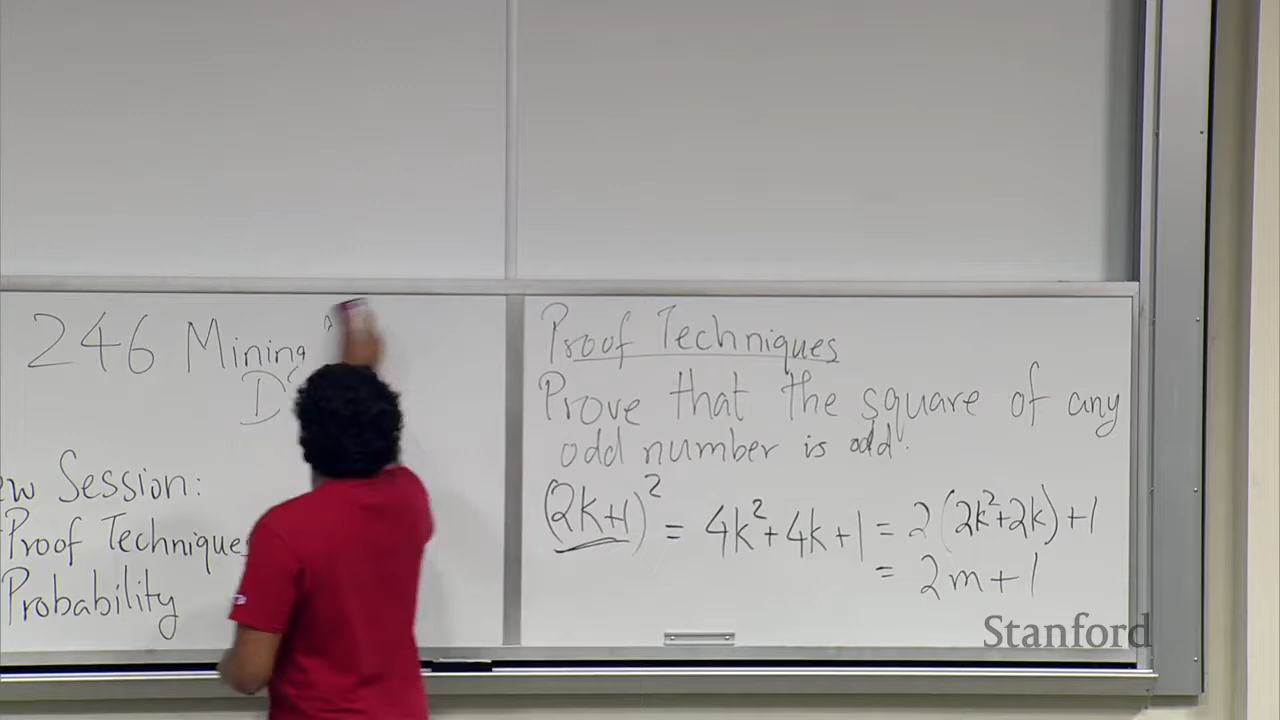 246 Mining
D
Session:
Proof Techniques
Probability
Proof Techniques
Prove that the square of any
odd number is odd.
(2k+1)² = 4k²+4k+1 = 2(2k²+2k)+1
= 2m+1
Stanford